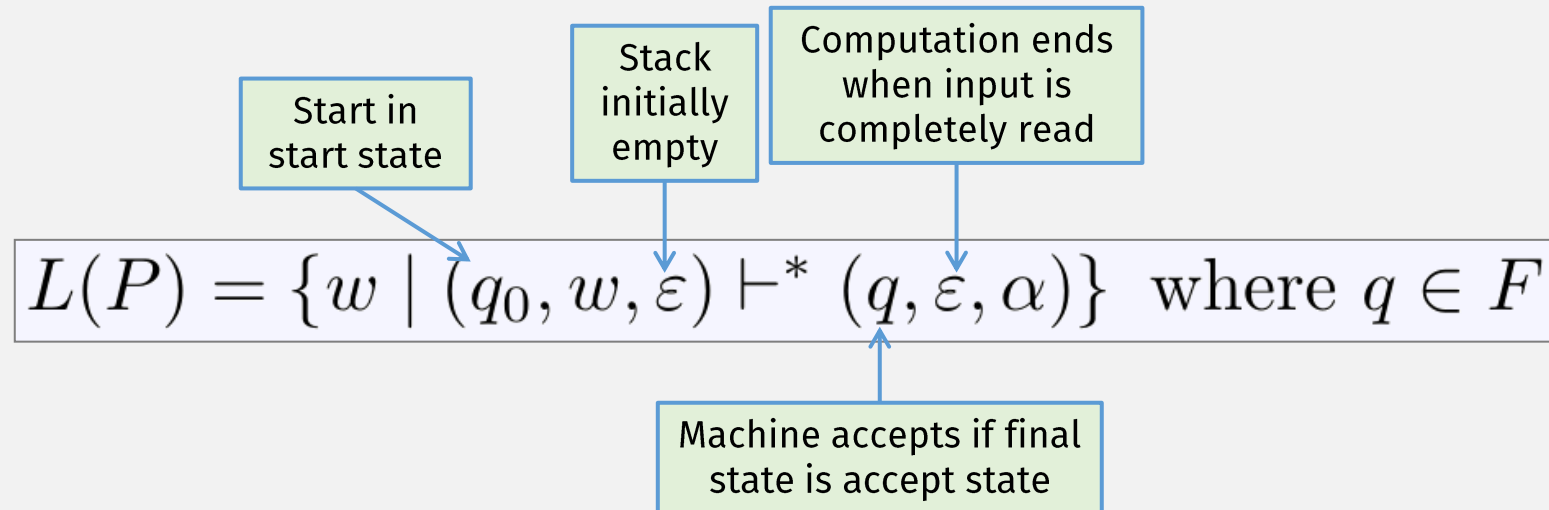 Start in
start state
Stack
initially
empty
Computation ends
when input is
completely read
L(P) = {w | (q₀, w, ε) ⊢* (q, ε, α)} where q ∈ F
Machine accepts if final
state is accept state